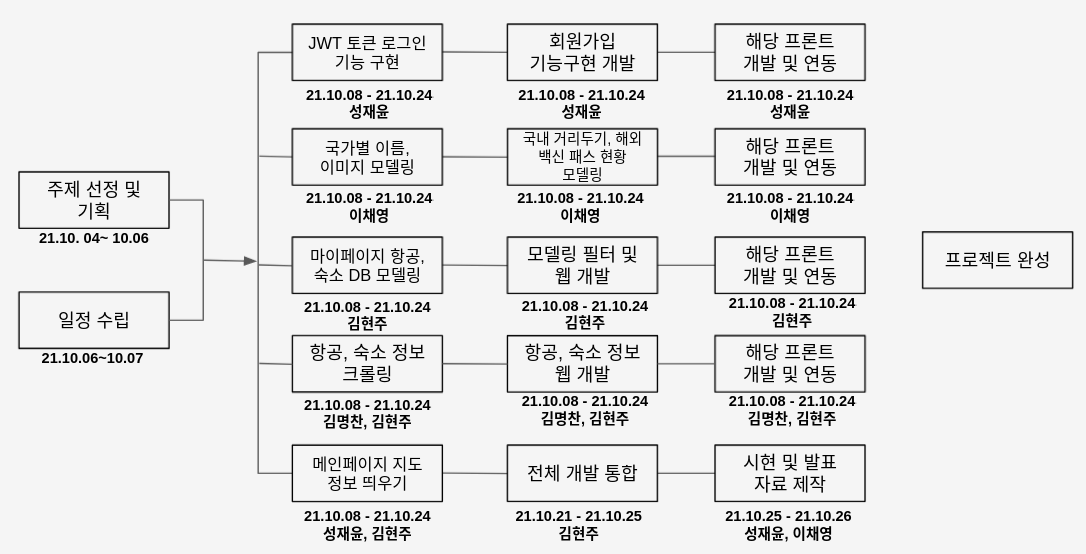 주제 선정 및
기획
21.10. 04~ 10.06
일정 수립
21.10.06~10.07
JWT 토큰 로그인
기능 구현
21.10.08 - 21.10.24
성재윤
회원가입
기능구현 개발
21.10.08 - 21.10.24
성재윤
해당 프론트
개발 및 연동
21.10.08 - 21.10.24
성재윤
국가별 이름,
이미지 모델링
21.10.08 - 21.10.24
이채영
국내 거리두기, 해외
백신 패스 현황
모델링
21.10.08 - 21.10.24
이채영
해당 프론트
개발 및 연동
21.10.08 - 21.10.24
이채영
마이페이지 항공,
숙소 DB 모델링
21.10.08 - 21.10.24
김현주
모델링 필터 및
웹 개발
21.10.08 - 21.10.24
김현주
해당 프론트
개발 및 연동
21.10.08 - 21.10.24
김현주
항공, 숙소 정보
크롤링
21.10.08 - 21.10.24
김명찬, 김현주
항공, 숙소 정보
웹 개발
21.10.08 - 21.10.24
김명찬, 김현주
해당 프론트
개발 및 연동
21.10.08 - 21.10.24
김명찬, 김현주
메인페이지 지도
정보 띄우기
21.10.08 - 21.10.24
성재윤, 김현주
전체 개발 통합
21.10.21 - 21.10.25
김현주
시현 및 발표
자료 제작
21.10.25 - 21.10.26
성재윤, 이채영
프로젝트 완성